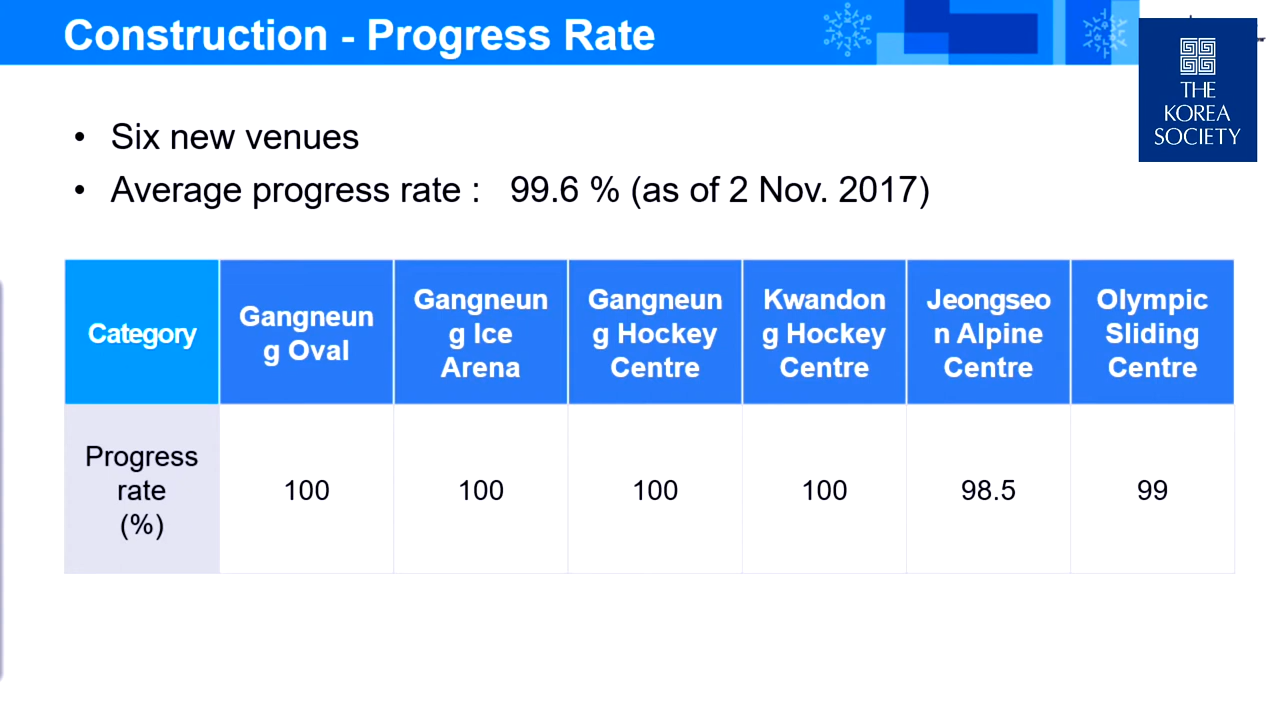 Construction - Progress Rate
THE
KOREA
SOCIETY
• Six new venues
• Average progress rate : 99.6 % (as of 2 Nov. 2017)
Category
Gangneun
g Oval
Gangneun
g Ice
Arena
Gangneun
g Hockey
Centre
Kwandon
g Hockey
Centre
Jeongseo
n Alpine
Centre
Olympic
Sliding
Centre
Progress
rate
(%)
100
100
100
100
98.5
99